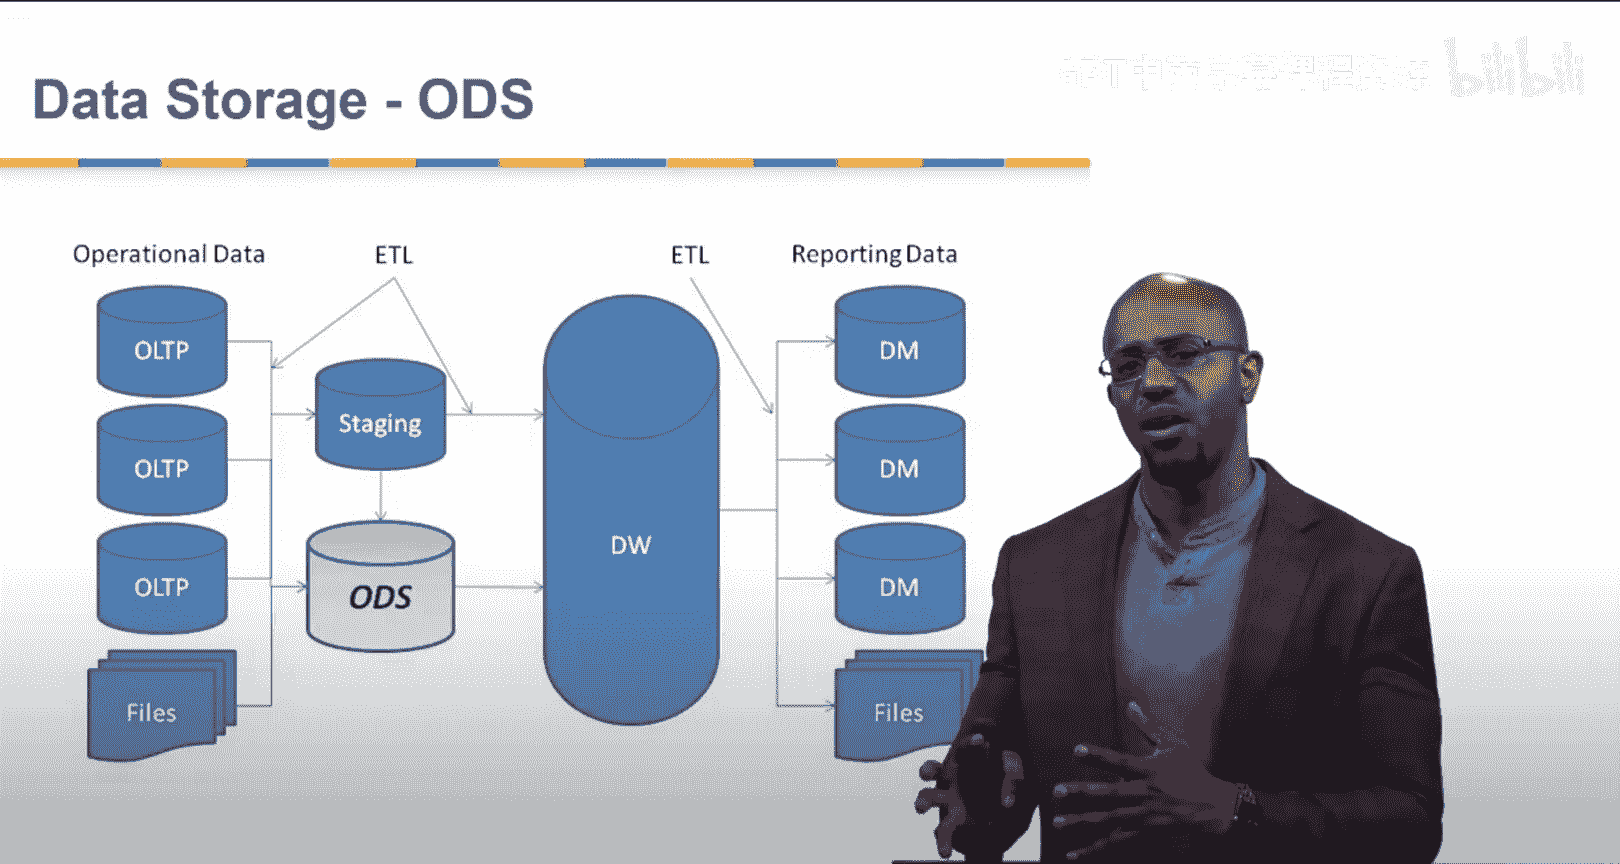 bilibili
Data Storage - ODS
Operational Data
ETL
ETL
Reporting Data
OLTP
DM
Staging
OLTP
DM
DW
OLTP
ODS
DM
Files
Files